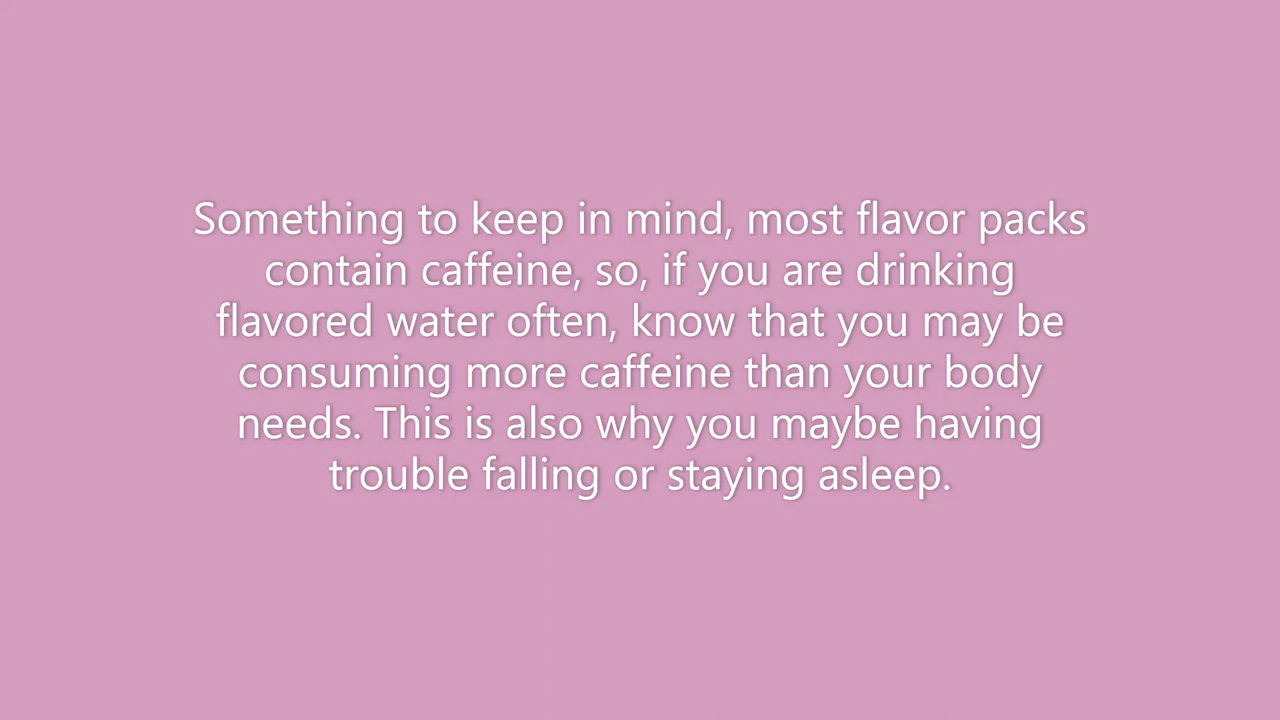 Something to keep in mind, most flavor packs
contain caffeine, so, if you are drinking
flavored water often, know that you may be
consuming more caffeine than your body
needs. This is also why you maybe having
trouble falling or staying asleep.